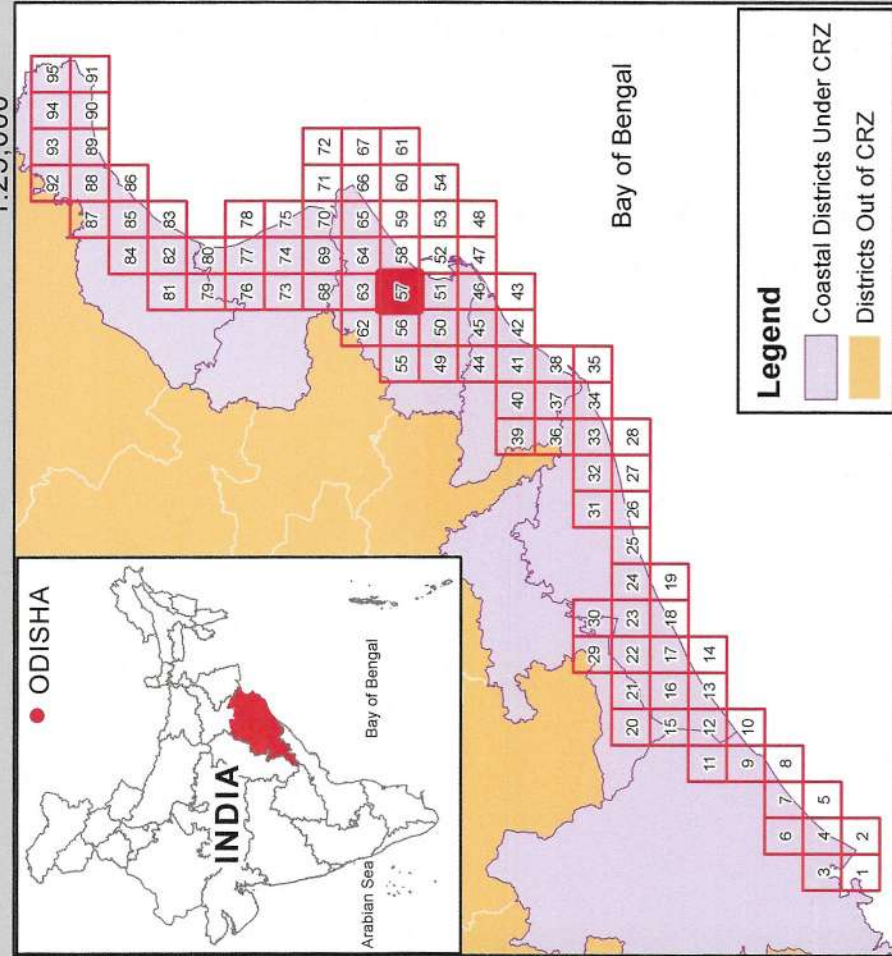 1:25,000
ODISHA
INDIA
Arabian Sea
Bay of Bengal
92 93 94 95
87 88 89 90 91
84 85 86
81 82 83
79 80
76 77 78
73 74 75
68 69 70 71 72
62 63 64 65 66 67
55 56 57 58 59 60 61
49 50 51 52 53 54
44 45 46 47 48
39 40 41 42 43
36 37 38
29 30 31 32 33 34 35
20 21 22 23 24 25 26 27 28
15 16 17 18 19
11 12 13 14
9 10
6 7 8
3 4 5
1 2
Bay of Bengal
Legend
Coastal Districts Under CRZ
Districts Out of CRZ